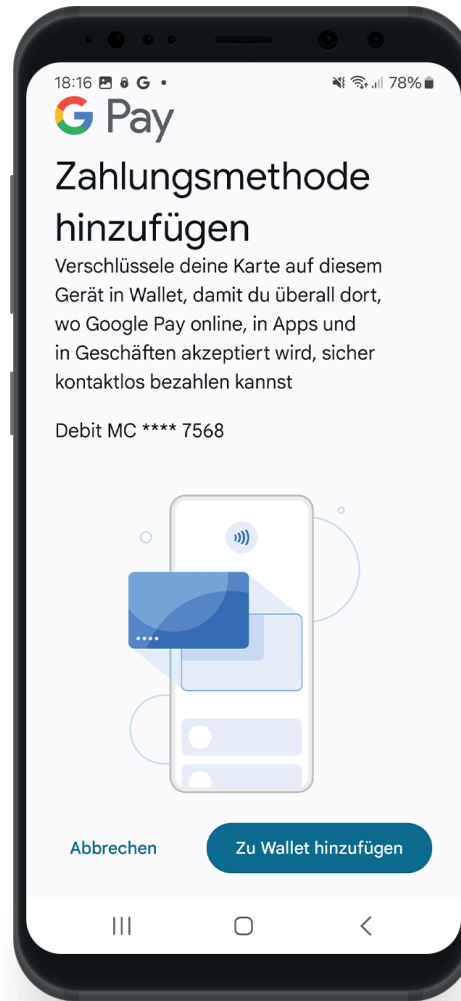 18:16 G
78%
G Pay
Zahlungsmethode
hinzufügen
Verschlüssele deine Karte auf diesem
Gerät in Wallet, damit du überall dort,
wo Google Pay online, in Apps und
in Geschäften akzeptiert wird, sicher
kontaktlos bezahlen kannst
Debit MC **** 7568
Abbrechen
Zu Wallet hinzufügen